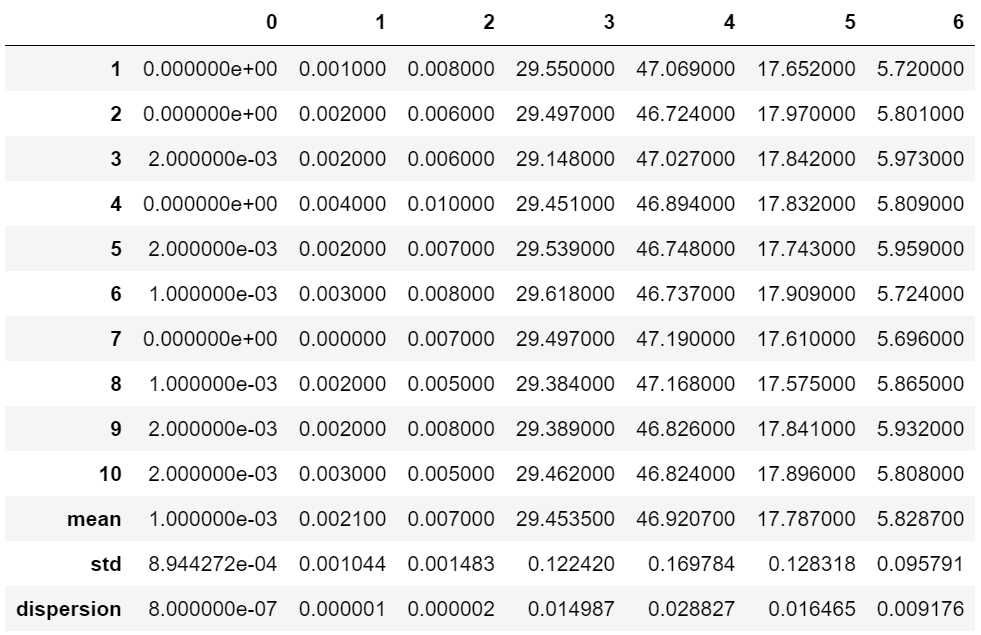 0 1 2 3 4 5 6
1 0.000000e+00 0.001000 0.008000 29.550000 47.069000 17.652000 5.720000
2 0.000000e+00 0.002000 0.006000 29.497000 46.724000 17.970000 5.801000
3 2.000000e-03 0.002000 0.006000 29.148000 47.027000 17.842000 5.973000
4 0.000000e+00 0.004000 0.010000 29.451000 46.894000 17.832000 5.809000
5 2.000000e-03 0.002000 0.007000 29.539000 46.748000 17.743000 5.959000
6 1.000000e-03 0.003000 0.008000 29.618000 46.737000 17.909000 5.724000
7 0.000000e+00 0.000000 0.007000 29.497000 47.190000 17.610000 5.696000
8 1.000000e-03 0.002000 0.005000 29.384000 47.168000 17.575000 5.865000
9 2.000000e-03 0.002000 0.008000 29.389000 46.826000 17.841000 5.932000
10 2.000000e-03 0.003000 0.005000 29.462000 46.824000 17.896000 5.808000
mean 1.000000e-03 0.002100 0.007000 29.453500 46.920700 17.787000 5.828700
std 8.944272e-04 0.001044 0.001483 0.122420 0.169784 0.128318 0.095791
dispersion 8.000000e-07 0.000001 0.000002 0.014987 0.028827 0.016465 0.009176